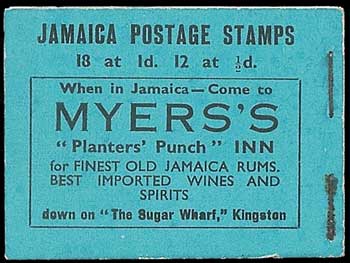 JAMAICA POSTAGE STAMPS
18 at 1d. 12 at ½d.
When in Jamaica—Come to
MYERS'S
"Planters' Punch" INN
for FINEST OLD JAMAICA RUMS.
BEST IMPORTED WINES AND
SPIRITS
down on "The Sugar Wharf," Kingston